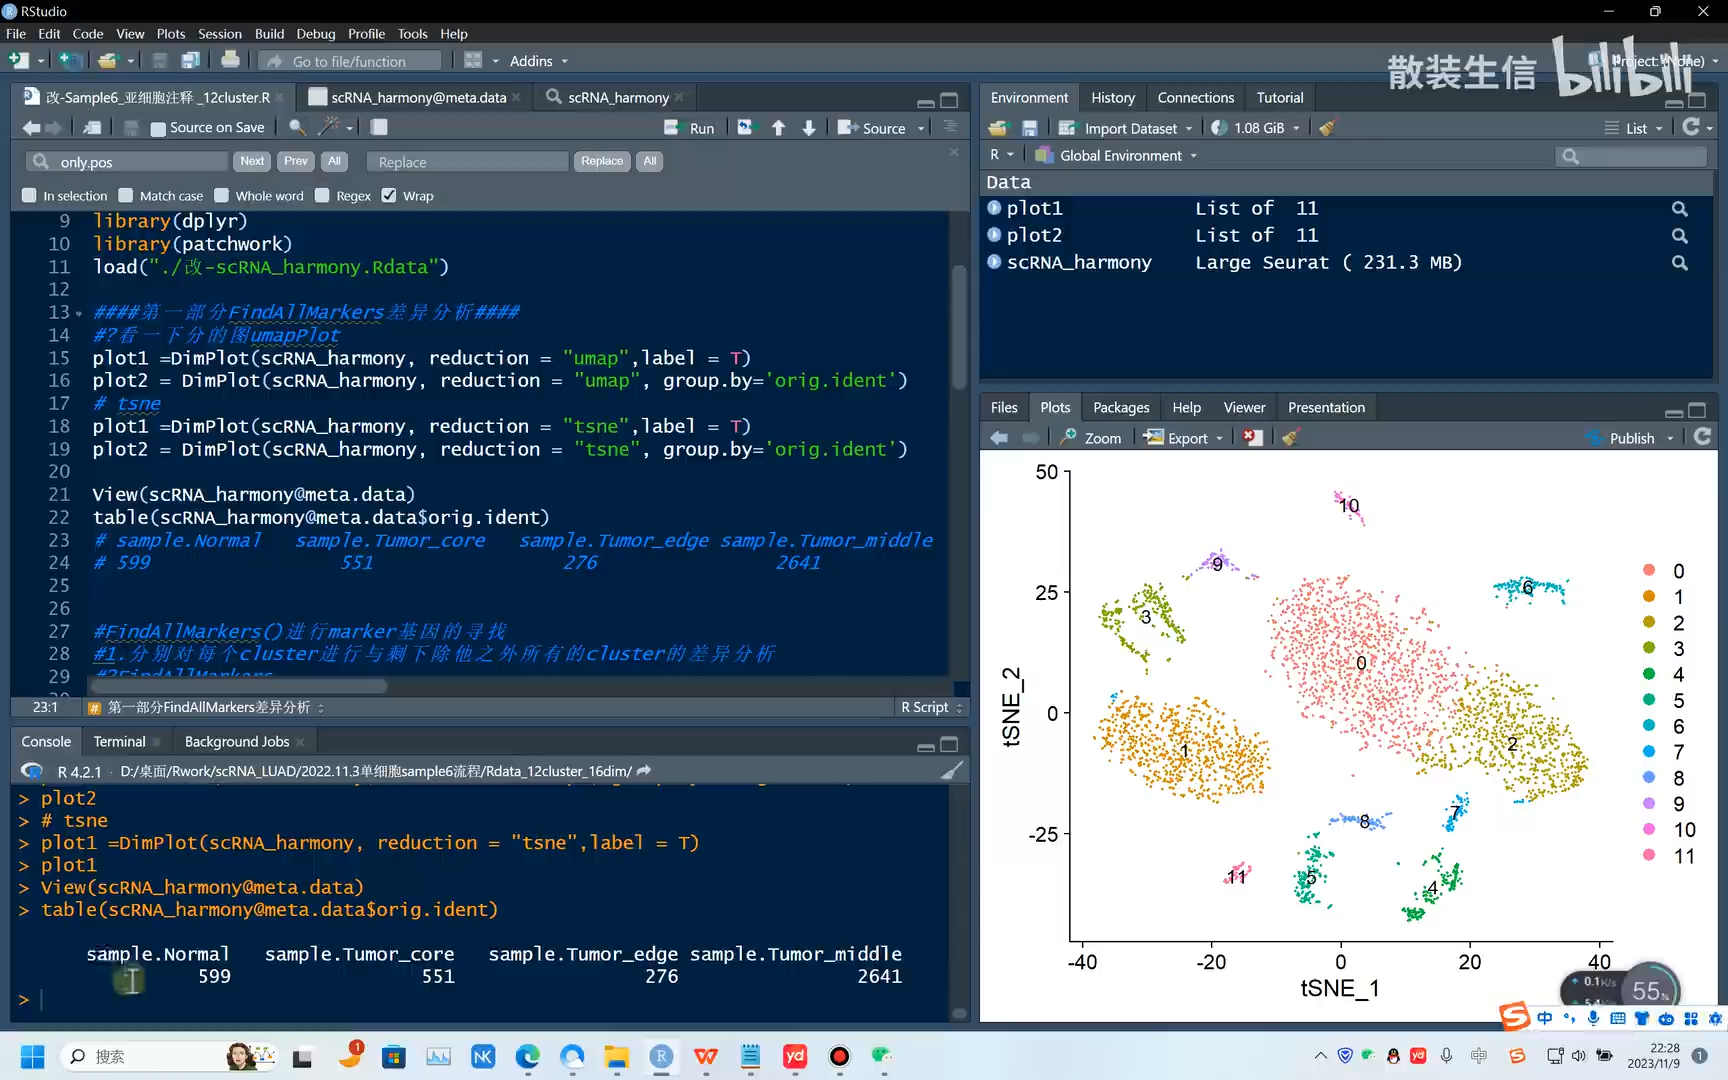 RStudio
File Edit Code View Plots Session Build Debug Profile Tools Help
Go to file/function Addins Project: (None)
散装生信 bilibili
改-Sample6_亚细胞注释 _12cluster.R scRNA_harmony@meta.data scRNA_harmony
Source on Save Run Source
only.pos Next Prev All Replace Replace All
In selection Match case Whole word Regex Wrap
9 library(dplyr)
10 library(patchwork)
11 load("./改-scRNA_harmony.Rdata")
12
13 ####第一部分FindAllMarkers差异分析####
14 #?看一下分的图umapPlot
15 plot1 =DimPlot(scRNA_harmony, reduction = "umap",label = T)
16 plot2 = DimPlot(scRNA_harmony, reduction = "umap", group.by='orig.ident')
17 # tsne
18 plot1 =DimPlot(scRNA_harmony, reduction = "tsne",label = T)
19 plot2 = DimPlot(scRNA_harmony, reduction = "tsne", group.by='orig.ident')
20
21 View(scRNA_harmony@meta.data)
22 table(scRNA_harmony@meta.data$orig.ident)
23 # sample.Normal sample.Tumor_core sample.Tumor_edge sample.Tumor_middle
24 # 599 551 276 2641
25
26
27 #FindAllMarkers()进行marker基因的寻找
28 #1.分别对每个cluster进行与剩下除他之外所有的cluster的差异分析
29 #?FindAllMarkers
23:1 第一部分FindAllMarkers差异分析 R Script
Console Terminal Background Jobs
R 4.2.1 · D:/桌面/Rwork/scRNA_LUAD/2022.11.3单细胞sample6流程/Rdata_12cluster_16dim/
> plot2
> # tsne
> plot1 =DimPlot(scRNA_harmony, reduction = "tsne",label = T)
> plot1
> View(scRNA_harmony@meta.data)
> table(scRNA_harmony@meta.data$orig.ident)
sample.Normal sample.Tumor_core sample.Tumor_edge sample.Tumor_middle
599 551 276 2641
>
Environment History Connections Tutorial
Import Dataset 1.08 GiB List
R Global Environment
Data
plot1 List of 11
plot2 List of 11
scRNA_harmony Large Seurat ( 231.3 MB)
Files Plots Packages Help Viewer Presentation
Zoom Export Publish
50
25
0
-25
tSNE_2
-40 -20 0 20 40
tSNE_1
10
9
6
3
0
1
2
7
8
11
5
4
0
1
2
3
4
5
6
7
8
9
10
11
0.1K/s
55%
中
搜索
1
NK
yd
yd
中
22:28
2023/11/9
1